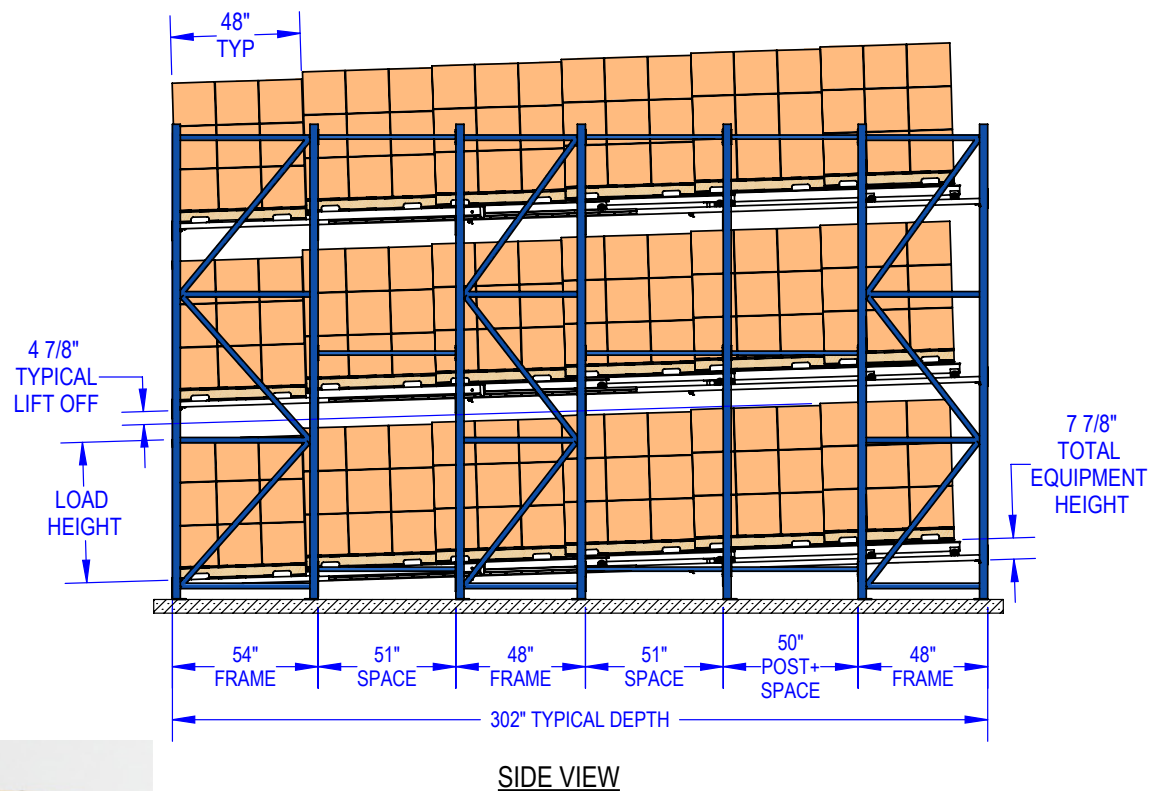 48"
TYP
4 7/8"
TYPICAL
LIFT OFF
LOAD
HEIGHT
7 7/8"
TOTAL
EQUIPMENT
HEIGHT
54"
FRAME
51"
SPACE
48"
FRAME
51"
SPACE
50"
POST+
SPACE
48"
FRAME
302" TYPICAL DEPTH
SIDE VIEW